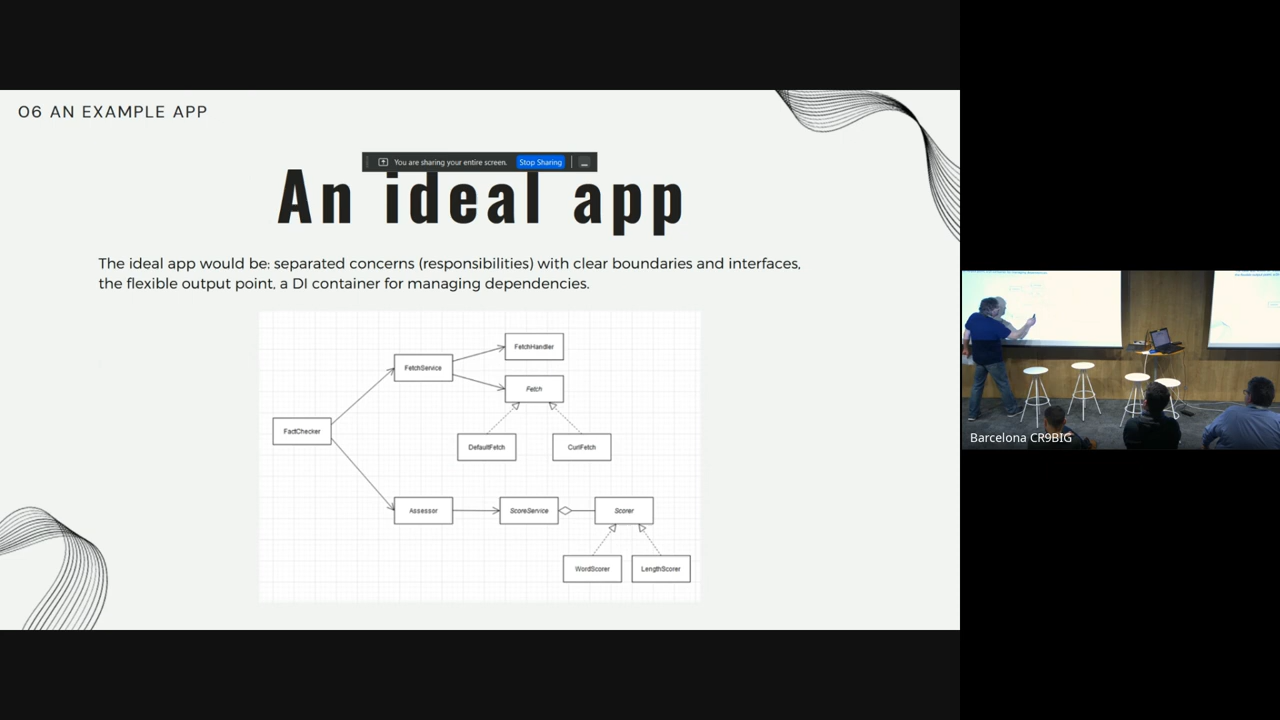 06 AN EXAMPLE APP
You are sharing your entire screen.
Stop Sharing
An ideal app
The ideal app would be: separated concerns (responsibilities) with clear boundaries and interfaces,
the flexible output point, a DI container for managing dependencies.
FetchHandler
FetchService
Fetch
FactChecker
DefaultFetch
CurlFetch
Assessor
ScoreService
Scorer
WordScorer
LengthScorer
Barcelona CR9BIG